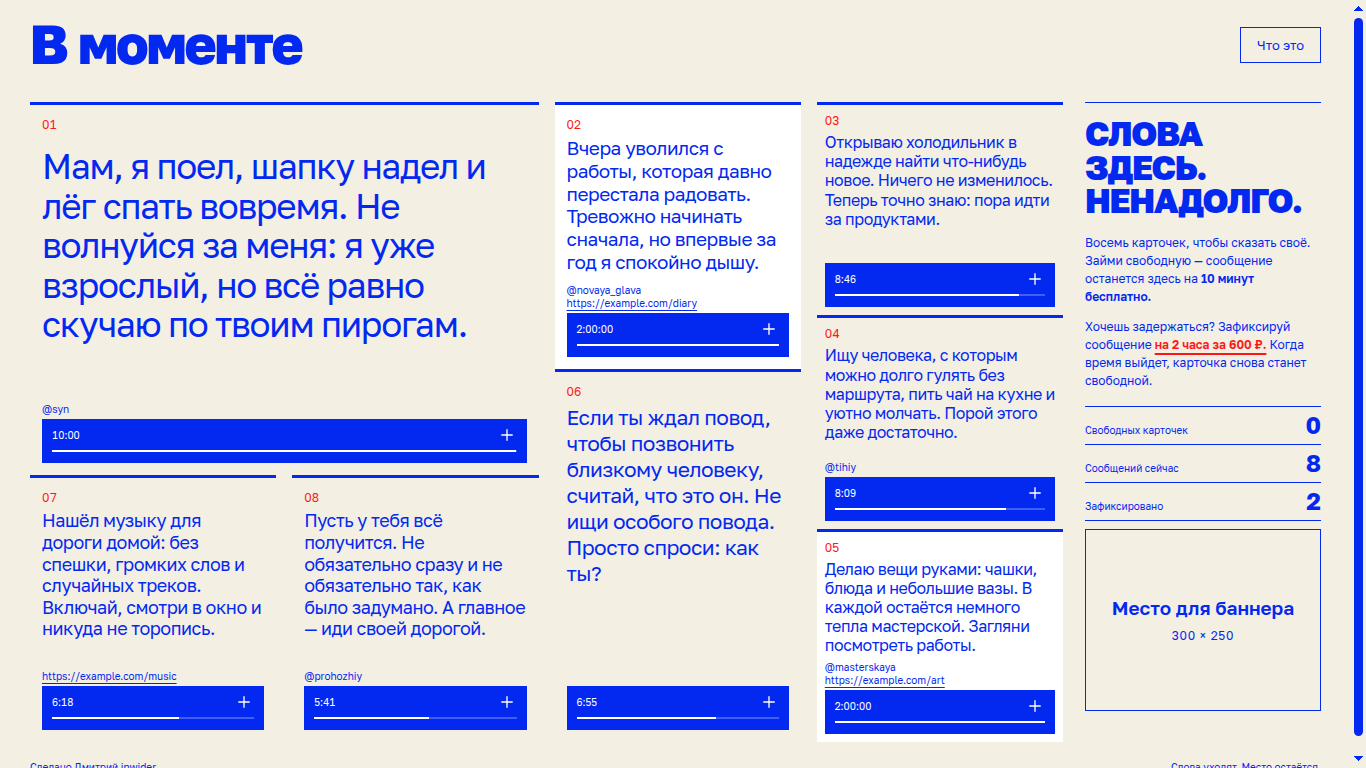 В моменте
Что это
01
Мам, я поел, шапку надел и
лёг спать вовремя. Не
волнуйся за меня: я уже
взрослый, но всё равно
скучаю по твоим пирогам.
@syn
10:00
02
Вчера уволился с
работы, которая давно
перестала радовать.
Тревожно начинать
сначала, но впервые за
год я спокойно дышу.
@novaya_glava
https://example.com/diary
2:00:00
03
Открываю холодильник в
надежде найти что-нибудь
новое. Ничего не изменилось.
Теперь точно знаю: пора идти
за продуктами.
8:46
04
Ищу человека, с которым
можно долго гулять без
маршрута, пить чай на кухне и
уютно молчать. Порой этого
даже достаточно.
@tihiy
8:09
05
Делаю вещи руками: чашки,
блюда и небольшие вазы. В
каждой остаётся немного
тепла мастерской. Загляни
посмотреть работы.
@masterskaya
https://example.com/art
2:00:00
06
Если ты ждал повод,
чтобы позвонить
близкому человеку,
считай, что это он. Не
ищи особого повода.
Просто спроси: как
ты?
6:55
07
Нашёл музыку для
дороги домой: без
спешки, громких слов и
случайных треков.
Включай, смотри в окно и
никуда не торопись.
https://example.com/music
6:18
08
Пусть у тебя всё
получится. Не
обязательно сразу и не
обязательно так, как
было задумано. А главное
— иди своей дорогой.
@prohozhiy
5:41
СЛОВА
ЗДЕСЬ.
НЕНАДОЛГО.
Восемь карточек, чтобы сказать своё.
Займи свободную — сообщение
останется здесь на 10 минут
бесплатно.
Хочешь задержаться? Зафиксируй
сообщение на 2 часа за 600 ₽. Когда
время выйдет, карточка снова станет
свободной.
Свободных карточек 0
Сообщений сейчас 8
Зафиксировано 2
Место для баннера
300 × 250
Сделано Дмитрий inwider
Слова уходят. Место остаётся.